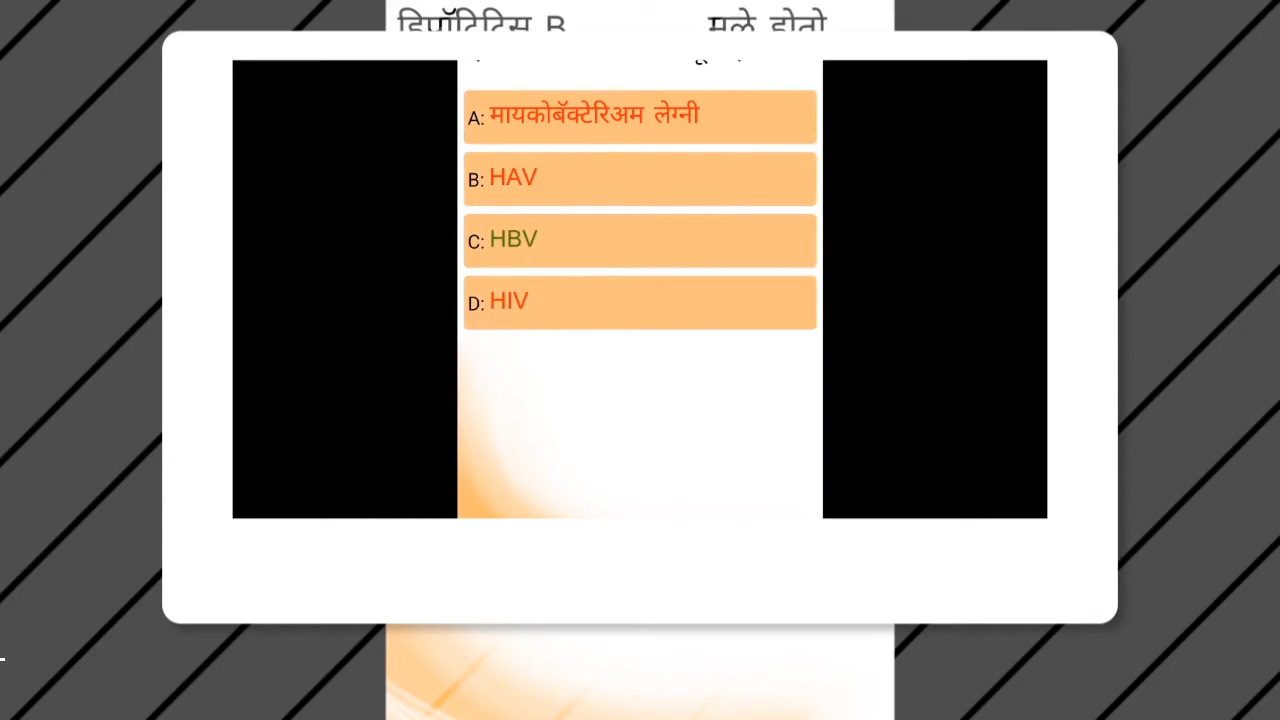 हिपॅटिटिस B मुळे होतो
A: मायकोबॅक्टेरिअम लेग्नी
B: HAV
C: HBV
D: HIV